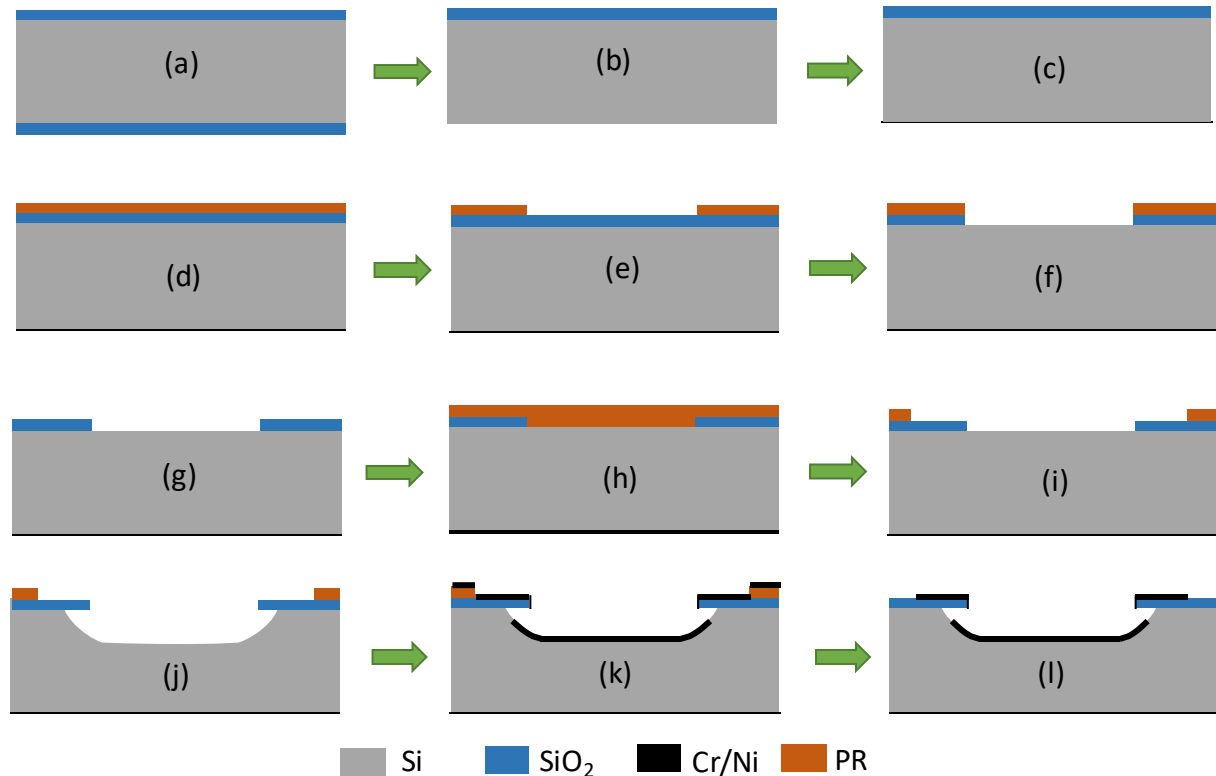 (a) (b) (c)
(d) (e) (f)
(g) (h) (i)
(j) (k) (l)
Si SiO₂ Cr/Ni PR